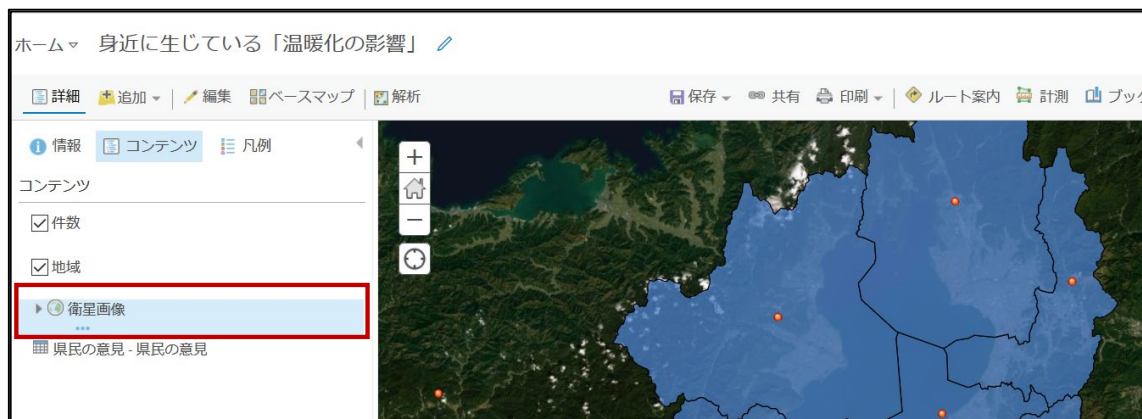 ホーム 身近に生じている「温暖化の影響」
詳細 追加 編集 ベースマップ 解析 保存 共有 印刷 ルート案内 計測 ブック
情報 コンテンツ 凡例
コンテンツ
件数
地域
衛星画像
県民の意見 - 県民の意見